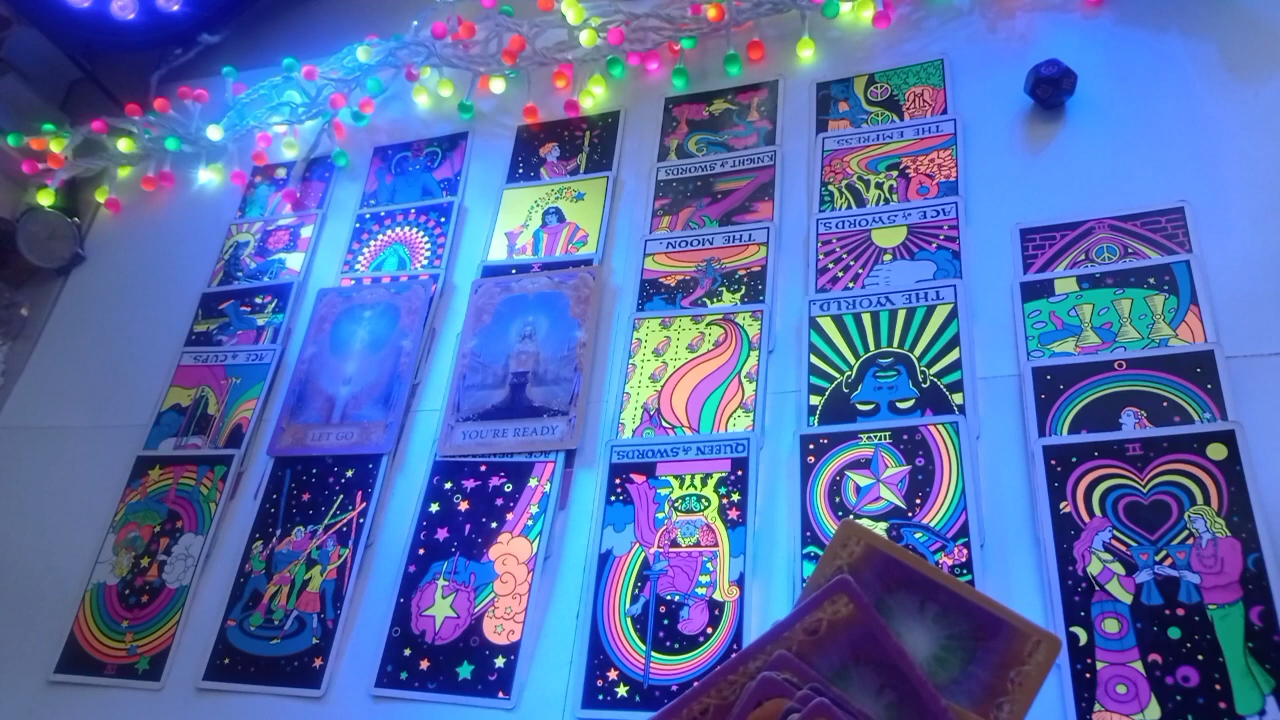 THE EMPRESS.
KNIGHT of SWORDS
ACE of SWORDS.
THE MOON.
III
X
THE WORLD.
ACE of CUPS.
O
LET GO
YOU'RE READY
XVII
II
QUEEN of SWORDS.